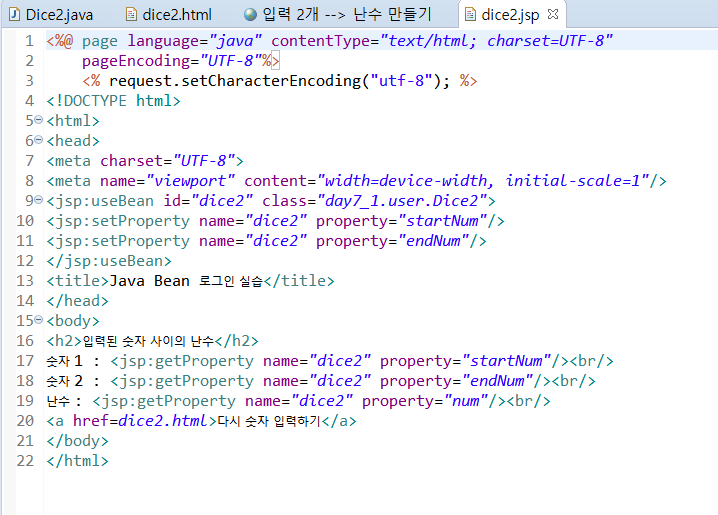 Dice2.java dice2.html 입력 2개 --> 난수 만들기 dice2.jsp
1 <%@ page language="java" contentType="text/html; charset=UTF-8"
2 pageEncoding="UTF-8"%>
3 <% request.setCharacterEncoding("utf-8"); %>
4 <!DOCTYPE html>
5 <html>
6 <head>
7 <meta charset="UTF-8">
8 <meta name="viewport" content="width=device-width, initial-scale=1"/>
9 <jsp:useBean id="dice2" class="day7_1.user.Dice2">
10 <jsp:setProperty name="dice2" property="startNum"/>
11 <jsp:setProperty name="dice2" property="endNum"/>
12 </jsp:useBean>
13 <title>Java Bean 로그인 실습</title>
14 </head>
15 <body>
16 <h2>입력된 숫자 사이의 난수</h2>
17 숫자1 : <jsp:getProperty name="dice2" property="startNum"/><br/>
18 숫자2 : <jsp:getProperty name="dice2" property="endNum"/><br/>
19 난수 : <jsp:getProperty name="dice2" property="num"/><br/>
20 <a href=dice2.html>다시 숫자 입력하기</a>
21 </body>
22 </html>